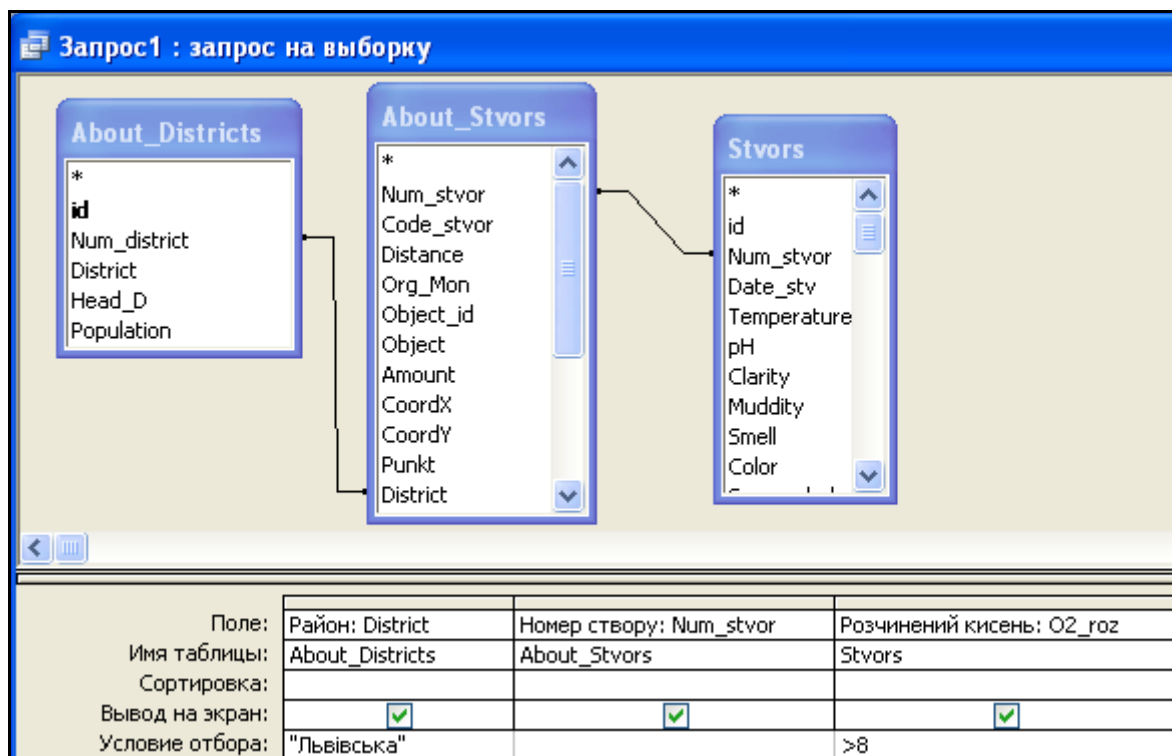 Запрос1 : запрос на выборку
About_Districts
*
id
Num_district
District
Head_D
Population
About_Stvors
*
Num_stvor
Code_stvor
Distance
Org_Mon
Object_id
Object
Amount
CoordX
CoordY
Punkt
District
Stvors
*
id
Num_stvor
Date_stv
Temperature
pH
Clarity
Muddity
Smell
Color
Поле: Район: District Номер створу: Num_stvor Розчинений кисень: O2_roz
Имя таблицы: About_Districts About_Stvors Stvors
Сортировка:
Вывод на экран:
Условие отбора: "Львівська" >8